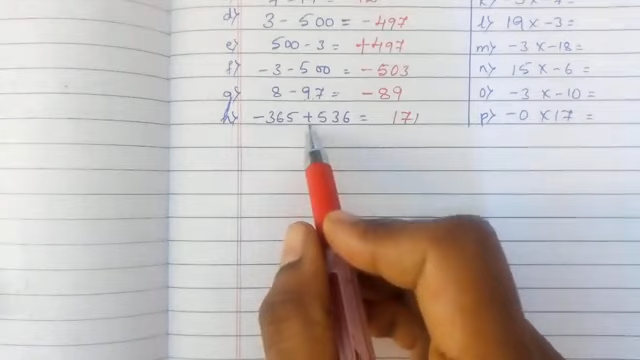 d) 3 - 500 = -497
e) 500 - 3 = +497
f) -3 - 500 = -503
g) 8 - 97 = -89
h) -365 + 536 = 171
l) 19 x -3 =
m) -3 x -18 =
n) 15 x -6 =
o) -3 x -10 =
p) -0 x 17 =